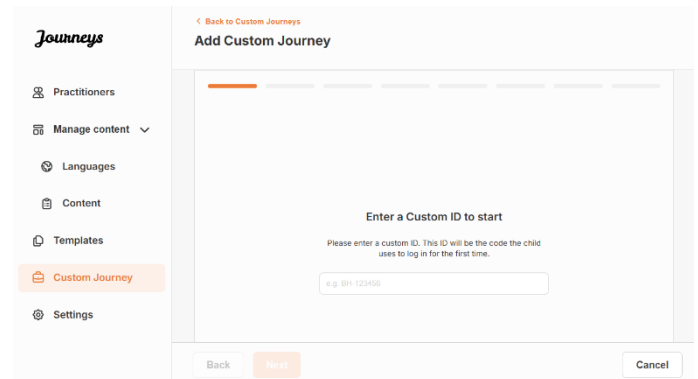 Journeys
Practitioners
Manage content
Languages
Content
Templates
Custom Journey
Settings
< Back to Custom Journeys
Add Custom Journey
Enter a Custom ID to start
Please enter a custom ID. This ID will be the code the child
uses to log in for the first time.
e.g. BH-123456
Back
Next
Cancel